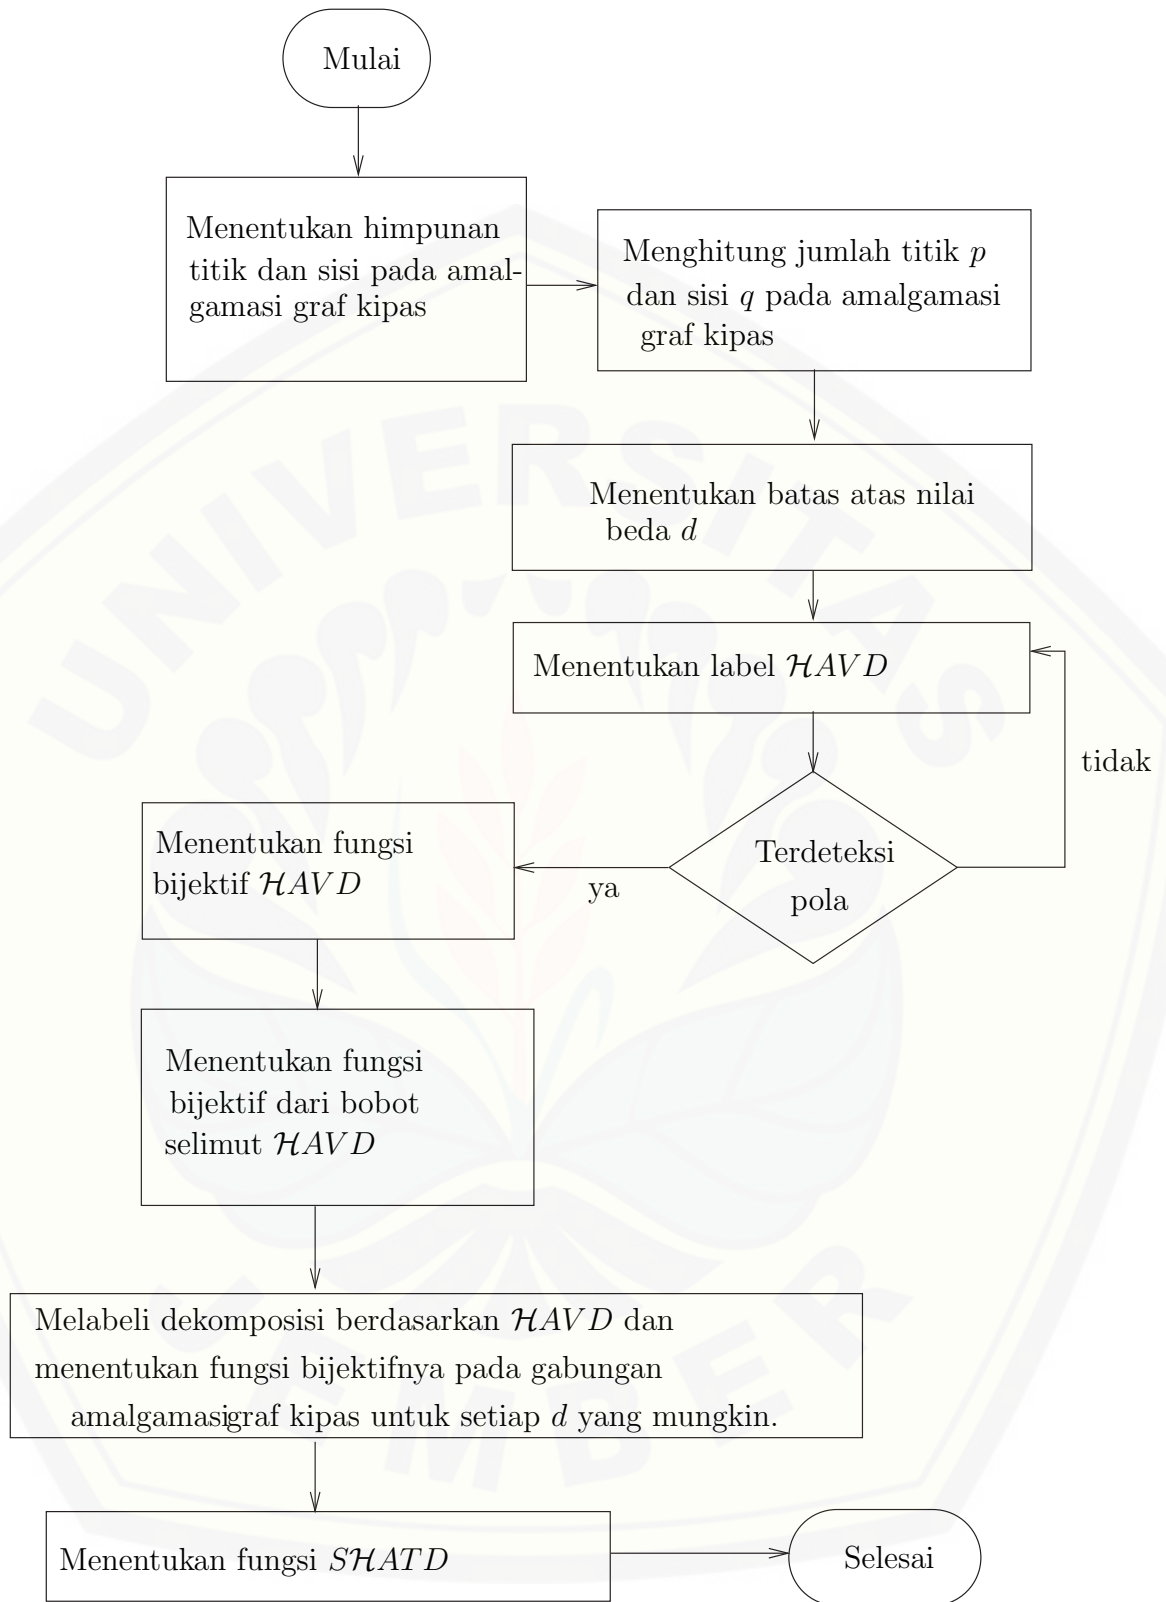 Mulai
Menentukan himpunan
titik dan sisi pada amal-
gamasi graf kipas
Menghitung jumlah titik p
dan sisi q pada amalgamasi
graf kipas
Menentukan batas atas nilai
beda d
Menentukan label ℋAVD
tidak
Terdeteksi
pola
ya
Menentukan fungsi
bijektif ℋAVD
Menentukan fungsi
bijektif dari bobot
selimut ℋAVD
Melabeli dekomposisi berdasarkan ℋAVD dan
menentukan fungsi bijektifnya pada gabungan
amalgamasigraf kipas untuk setiap d yang mungkin.
Menentukan fungsi SℋATD
Selesai
UNIVERSITAS
JEMBER